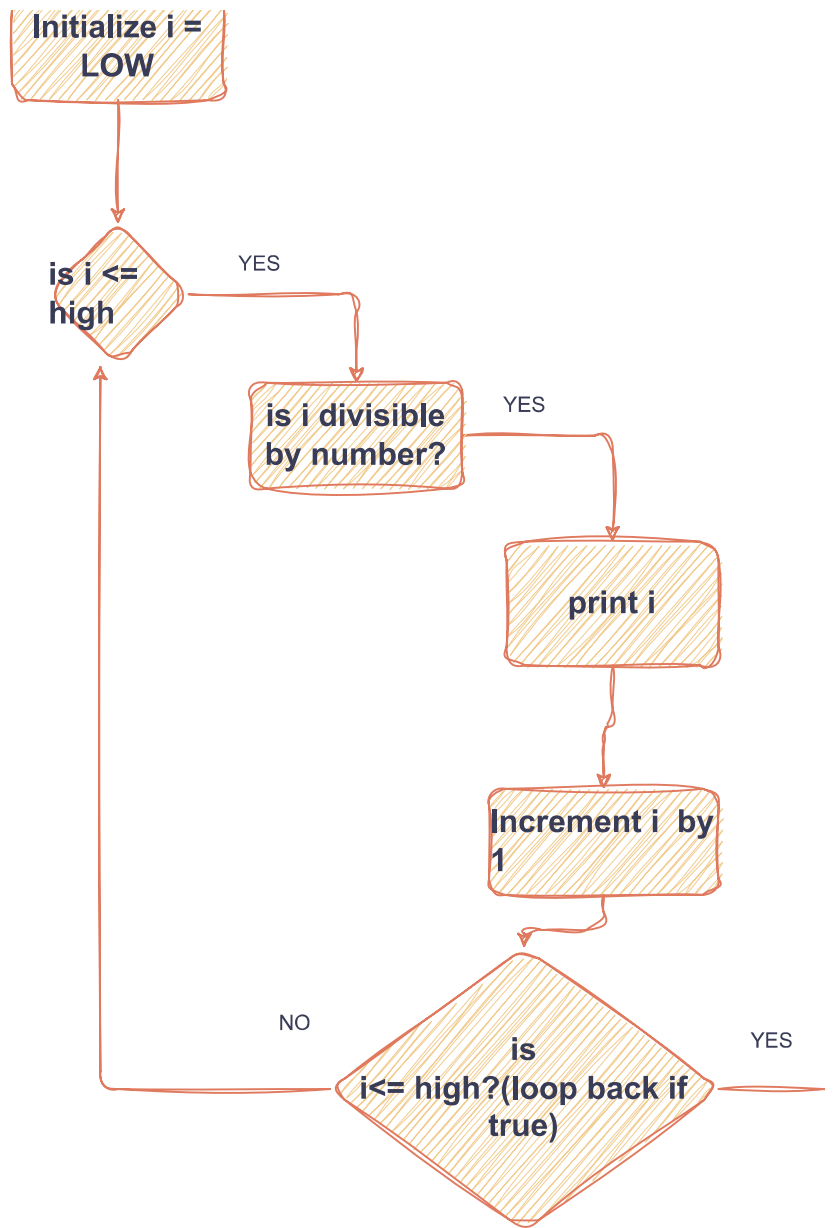 Initialize i =
LOW
is i <=
high
YES
is i divisible
by number?
YES
print i
Increment i  by
1
NO
is
i<= high?(loop back if
true)
YES